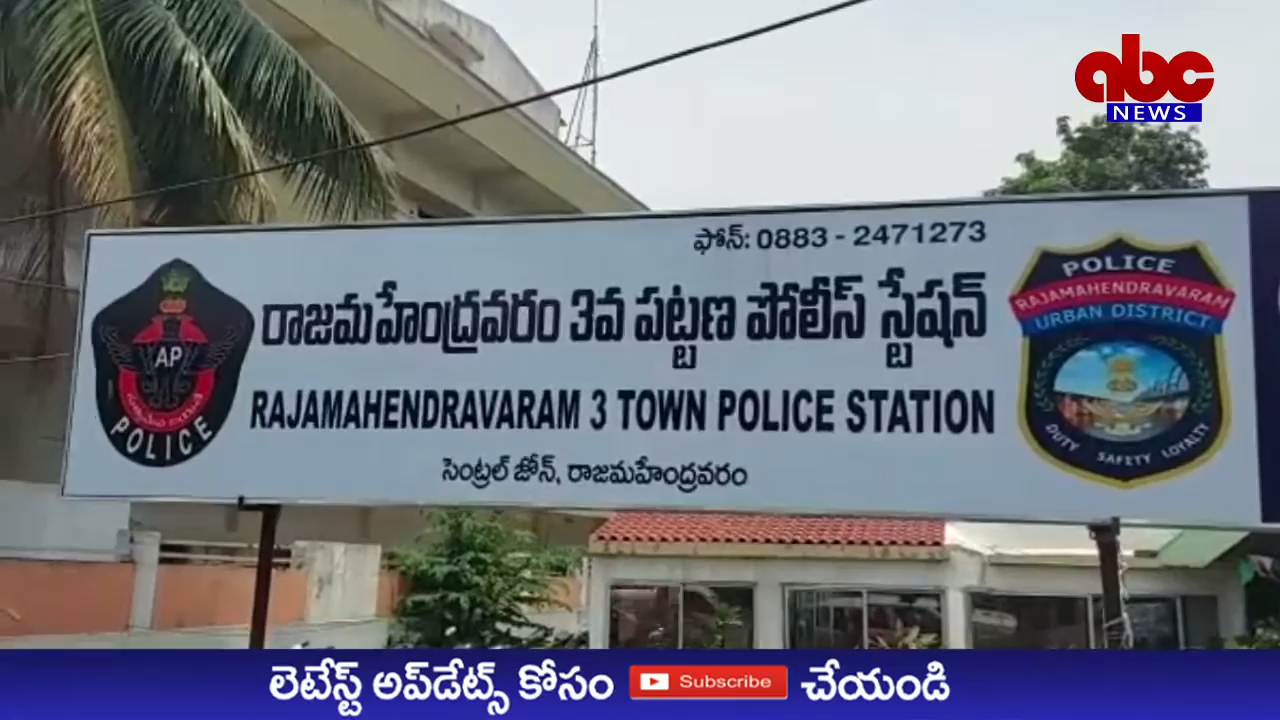 abc
NEWS
ఫోన్: 0883 - 2471273
రాజమహేంద్రవరం 3వ పట్టణ పోలీస్ స్టేషన్
RAJAMAHENDRAVARAM 3 TOWN POLICE STATION
సెంట్రల్ జోన్, రాజమహేంద్రవరం
AP
POLICE
POLICE
RAJAMAHENDRAVARAM
URBAN DISTRICT
DUTY SAFETY LOYALTY
లెటేస్ట్ అప్‌డేట్స్ కోసం Subscribe చేయండి